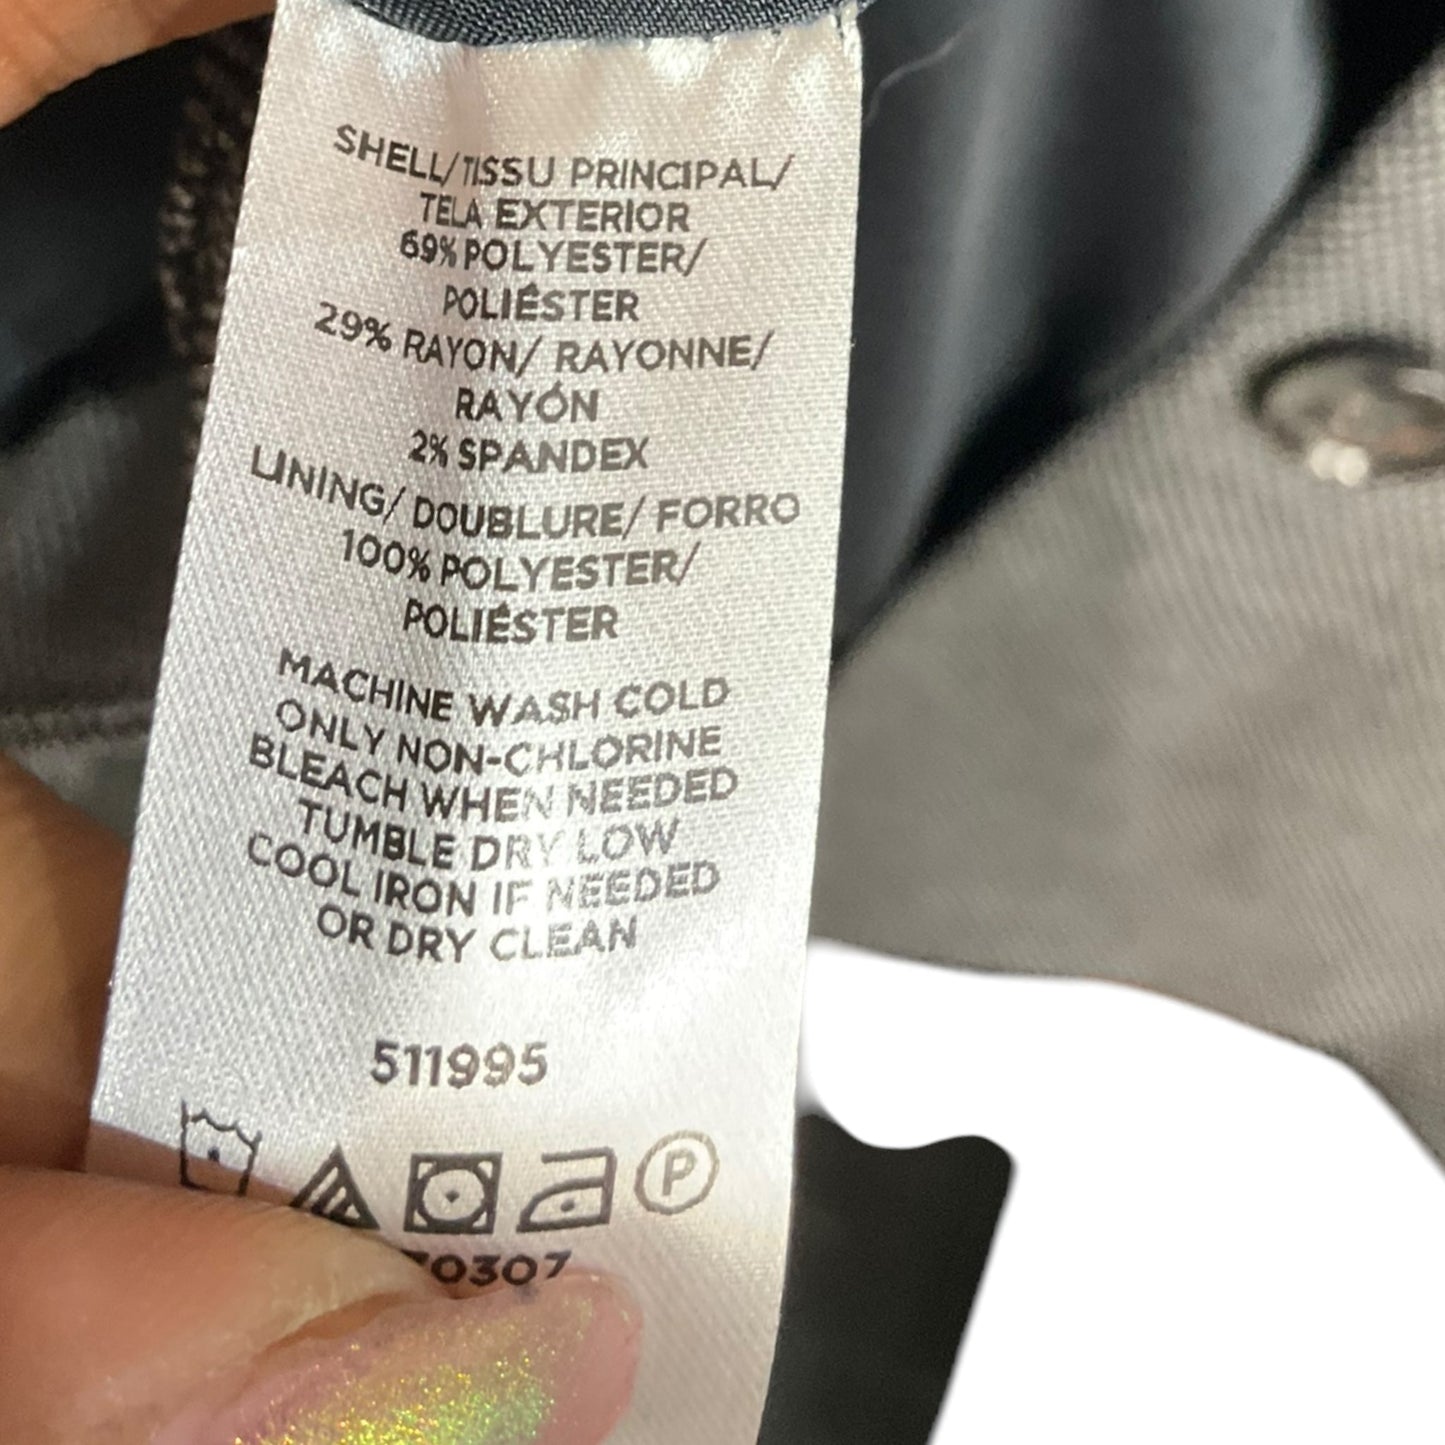 SHELL/TISSU PRINCIPAL/
TELA EXTERIOR
69% POLYESTER/
POLIÉSTER
29% RAYON/ RAYONNE/
RAYÓN
2% SPANDEX
LINING/ DOUBLURE/ FORRO
100% POLYESTER/
POLIÉSTER
MACHINE WASH COLD
ONLY NON-CHLORINE
BLEACH WHEN NEEDED
TUMBLE DRY LOW
COOL IRON IF NEEDED
OR DRY CLEAN
511995
P